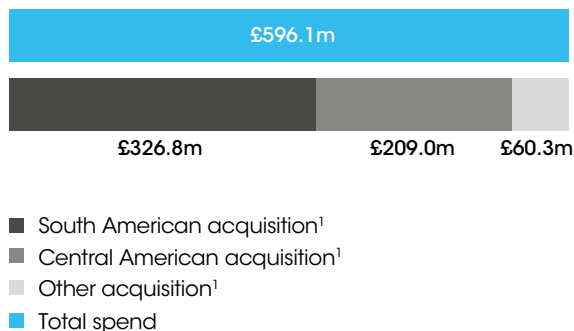 £596.1m
£326.8m £209.0m £60.3m
South American acquisition¹
Central American acquisition¹
Other acquisition¹
Total spend